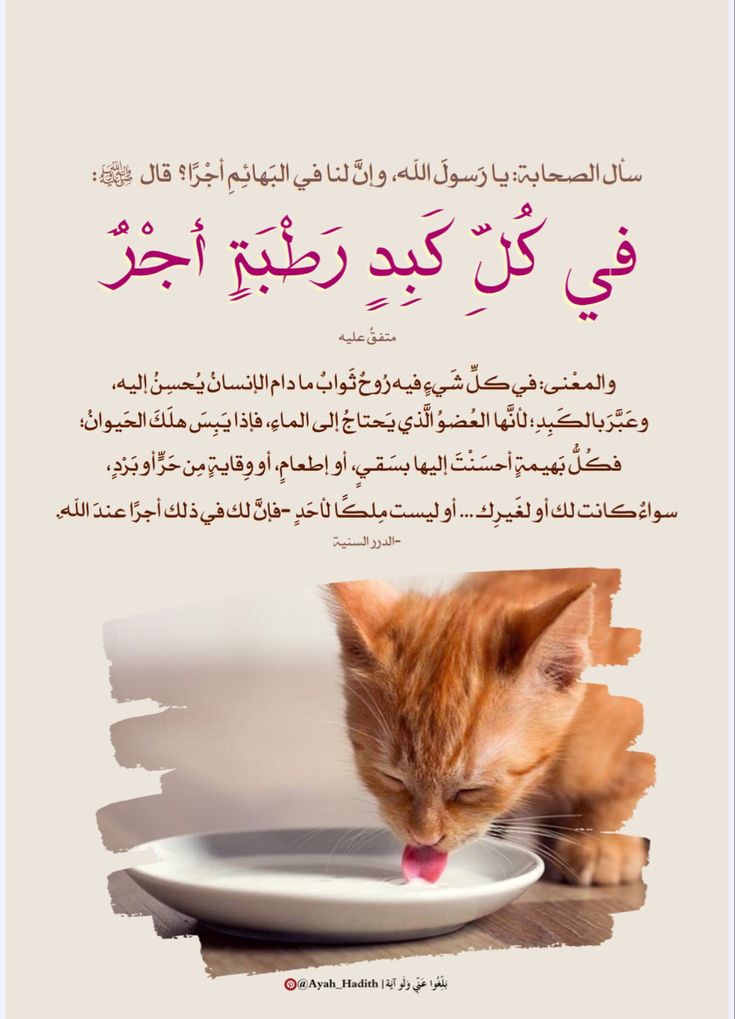 سأل الصحابة: يا رَسولَ اللّه، وإنَّ لنا في البَهائِمِ أجْرًا؟ قال ﷺ:
في كُلِّ كَبِدٍ رَطْبَةٍ أجْرٌ
متفقُ عليه
والمعْنى: في كلِّ شَيءٍ فيه رُوحٌ ثَوابٌ ما دام الإنسانُ يُحسِنُ إليه،
وعَبَّرَ بالكَبِدِ؛ لأنَّها العُضوُ الَّذي يَحتاجُ إلى الماءِ، فإذا يَبِسَ هلَكَ الحَيوانُ؛
فكُلُّ بَهيمةٍ أحسَنْتَ إليها بسَقيٍ، أو إطعامٍ، أو وِقايةٍ مِن حَرٍّ أو بَرْدٍ،
سواءٌ كانت لك أو لغَيرِك... أو ليست مِلكًا لأحَدٍ -فإنَّ لك في ذلك أجرًا عندَ اللّهِ.
-الدرر السنية
بَلِّغُوا عَنِّي وَلَو آيَة | @Ayah_Hadith